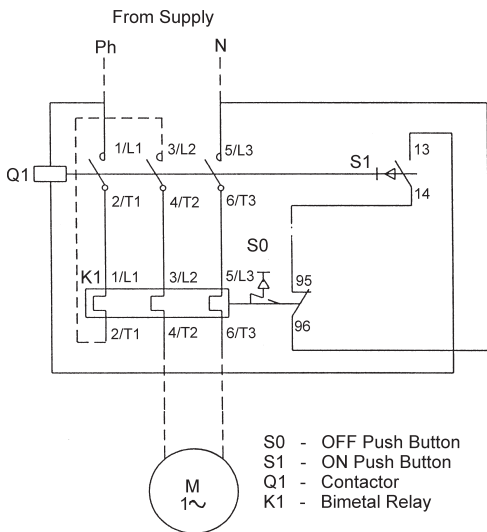 From Supply
Ph N
1/L1 3/L2 5/L3 13
Q1 S1
2/T1 4/T2 6/T3 14
S0
K1 1/L1 3/L2 5/L3 95
2/T1 4/T2 6/T3 96
M
1~
S0 - OFF Push Button
S1 - ON Push Button
Q1 - Contactor
K1 - Bimetal Relay